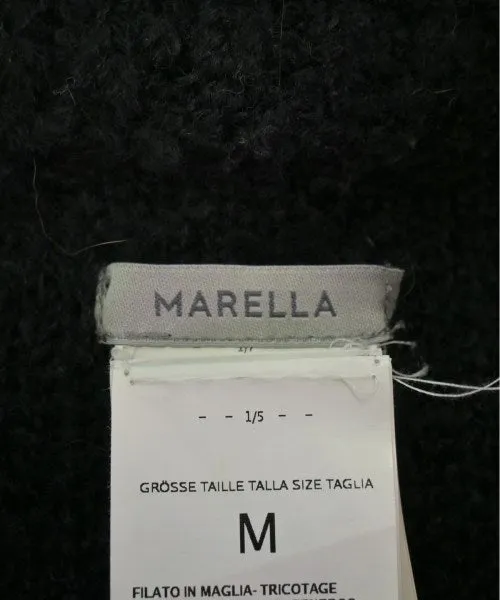 MARELLA
- - 1/5 - -
GRÖSSE TAILLE TALLA SIZE TAGLIA
M
FILATO IN MAGLIA- TRICOTAGE